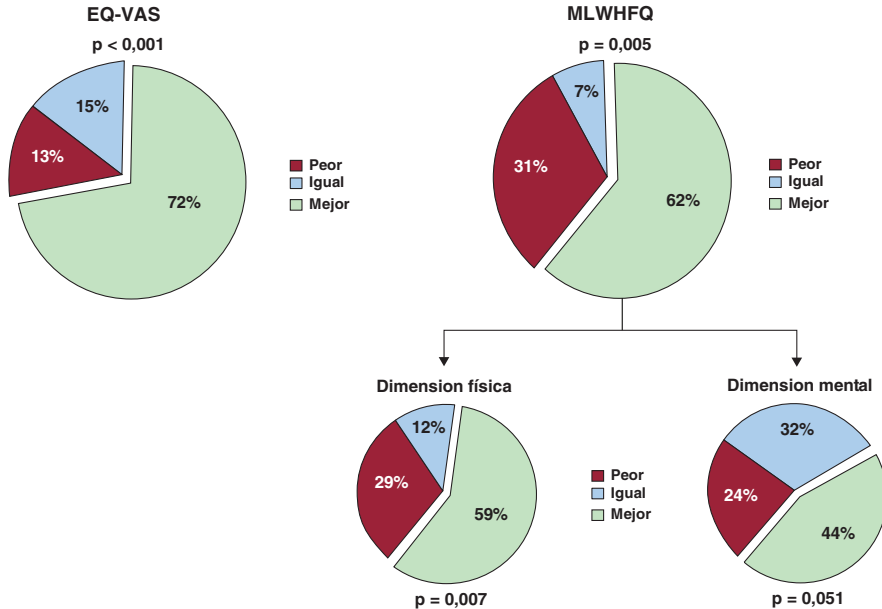 EQ-VAS
p < 0,001
15%
13%
72%
Peor
Igual
Mejor
MLWHFQ
p = 0,005
7%
31%
62%
Peor
Igual
Mejor
Dimension física
12%
29%
59%
p = 0,007
Peor
Igual
Mejor
Dimension mental
32%
24%
44%
p = 0,051